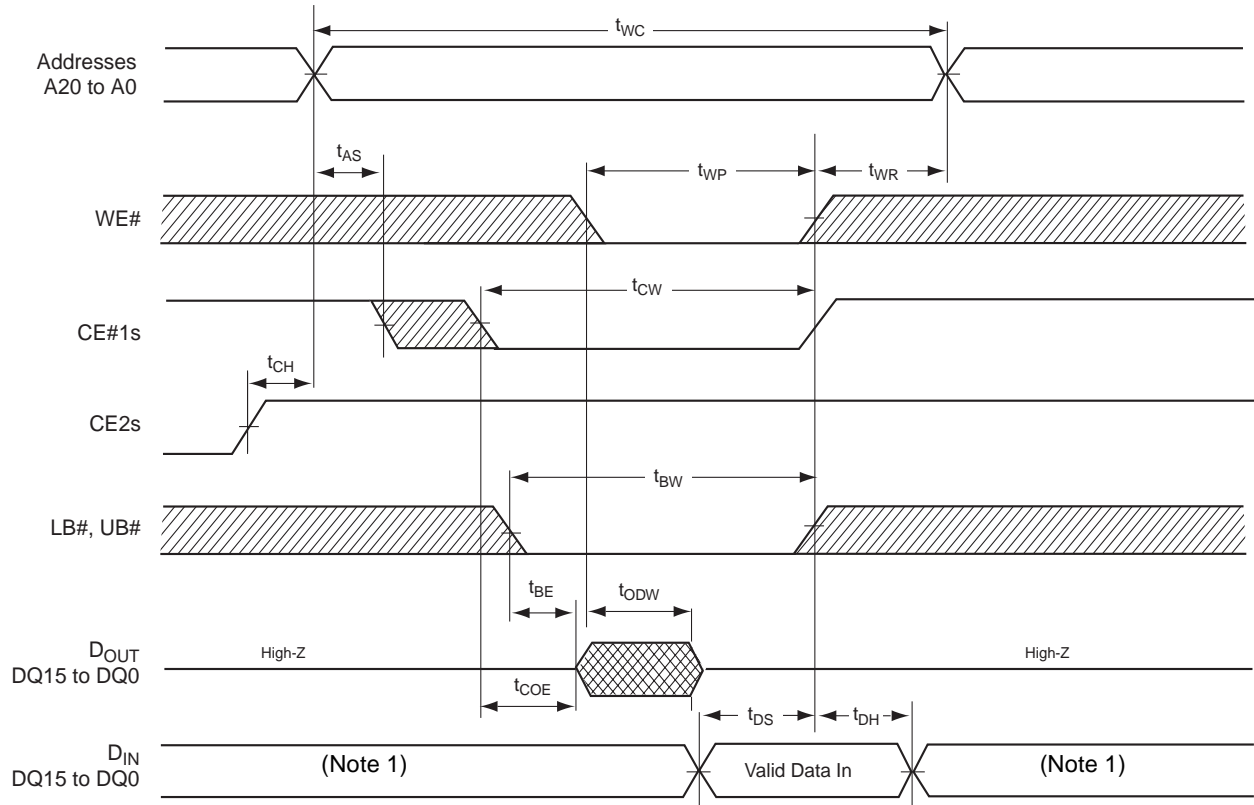 tWC
Addresses
A20 to A0
tAS
tWP
tWR
WE#
tCW
CE#1s
tCH
CE2s
tBW
LB#, UB#
tBE
tODW
DOUT
DQ15 to DQ0
High-Z
High-Z
tCOE
tDS
tDH
DIN
DQ15 to DQ0
(Note 1)
Valid Data In
(Note 1)